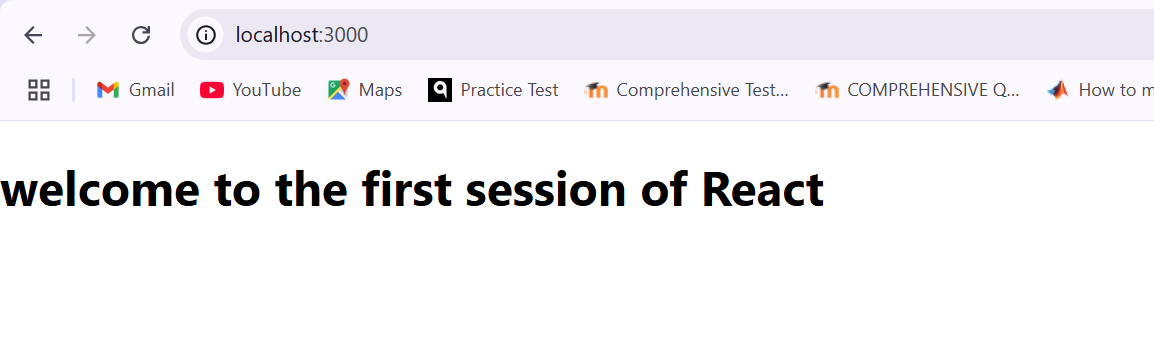 localhost:3000
Gmail YouTube Maps Practice Test Comprehensive Test... COMPREHENSIVE Q... How to m
welcome to the first session of React